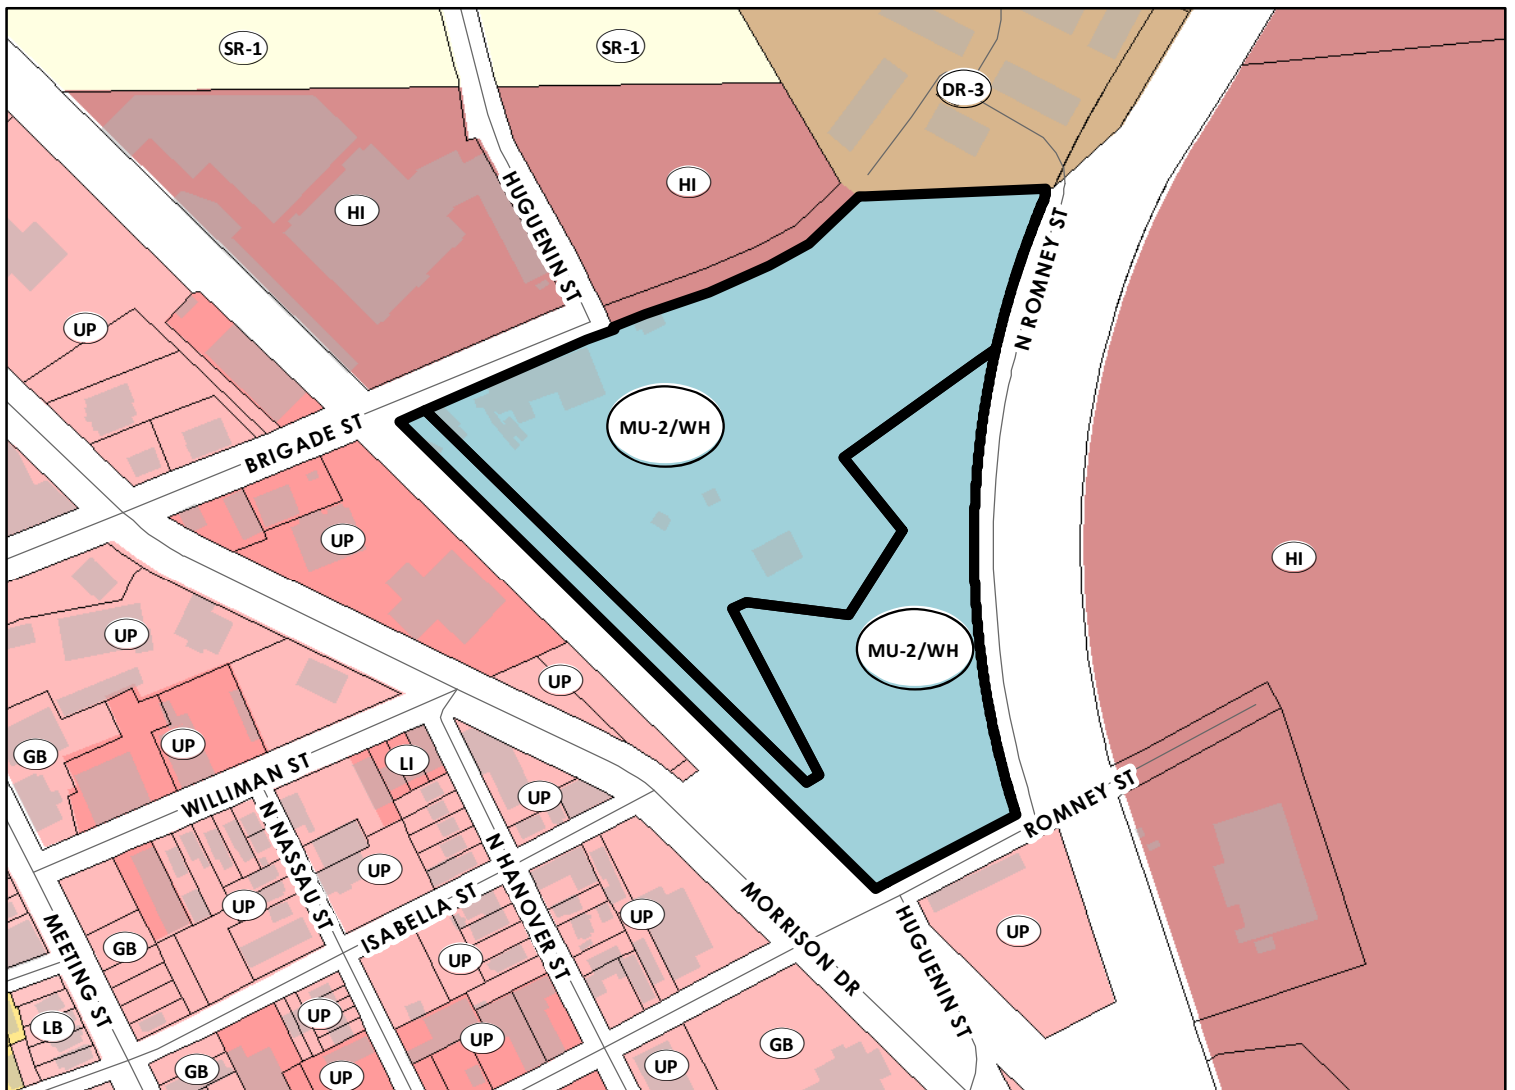 SR-1
SR-1
DR-3
HI
HI
HUGUENIN ST
N ROMNEY ST
UP
MU-2/WH
BRIGADE ST
UP
HI
UP
MU-2/WH
UP
UP
GB
LI
WILLIMAN ST
UP
ROMNEY ST
N NASSAU ST
N HANOVER ST
UP
UP
ISABELLA ST
UP
MORRISON DR
HUGUENIN ST
UP
MEETING ST
GB
UP
UP
LB
UP
GB
GB
UP
UP
UP